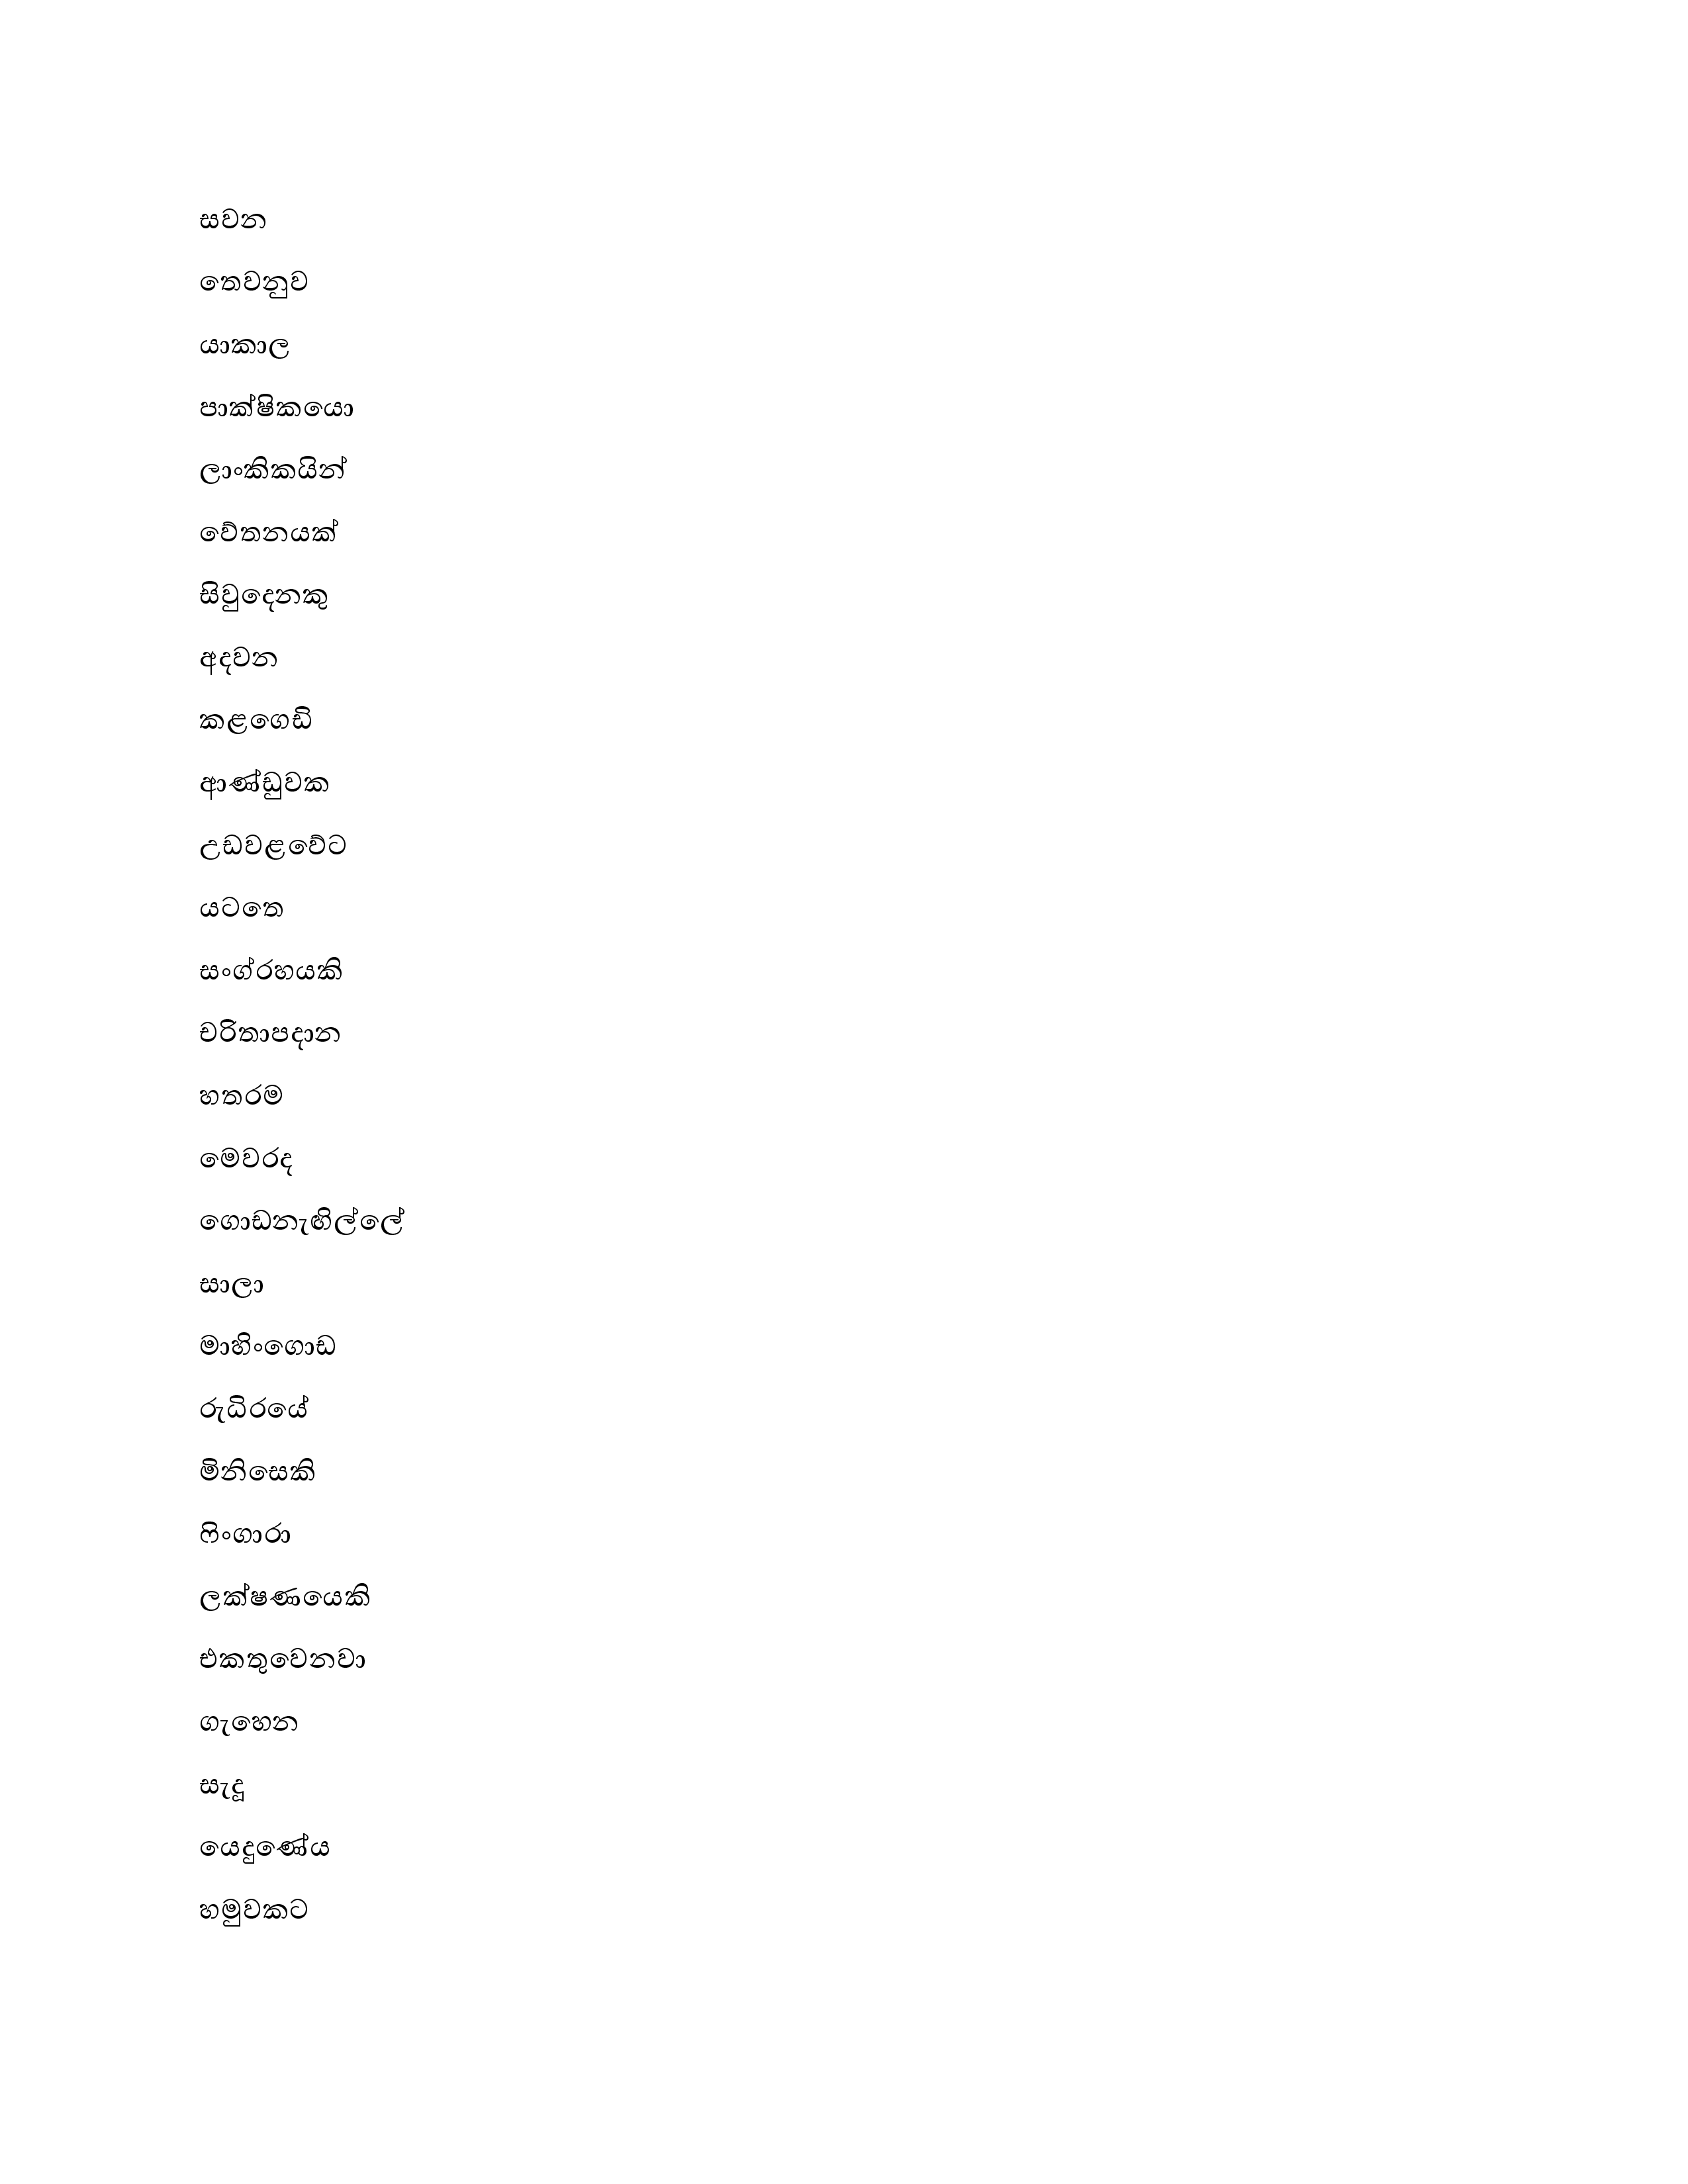 සවන
තෙවනුව
යාකාල
පාක්ෂිකයො
ලාංකිකයින්
වේතනයක්
සිවුදෙනකු
අදවන
කළගෙඩි
ආණ්ඩුවක
උඩවළවේට
යටතෙ
සංග්රහයකි
චරිතාපදාන
හතරම
මෙවරද
ගොඩනැඟිල්ලේ
සාලා
මාහිංගොඩ
රුධිරයේ
මිනිසෙකි
ෆිංගාරා
ලක්ෂණයෙකි
එකතුවෙනවා
ගැහෙන
සැදූ
යෙදුණේය
හමුවකට